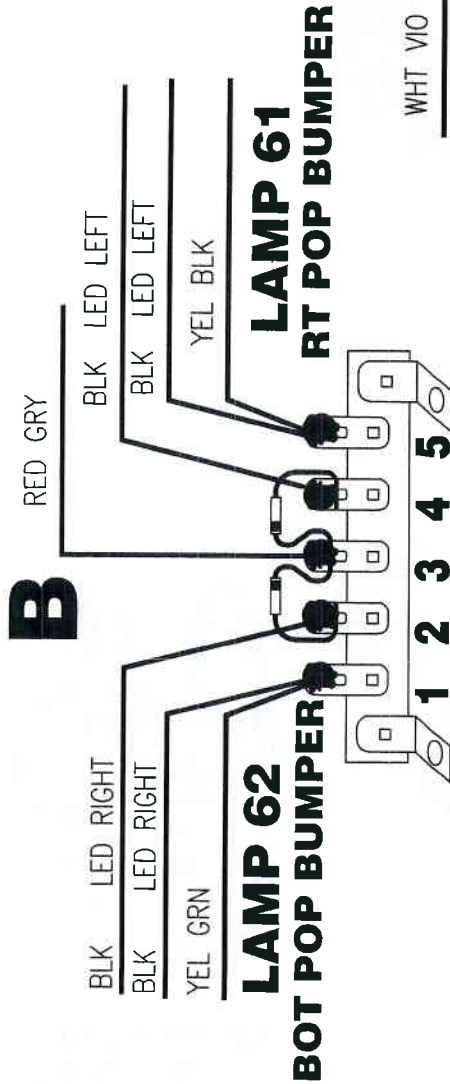 B
RED GRY
BLK LED LEFT
BLK LED LEFT
YEL BLK
LAMP 61
RT POP BUMPER
BLK LED RIGHT
BLK LED RIGHT
YEL GRN
LAMP 62
BOT POP BUMPER
1 2 3 4 5
WHT VIO